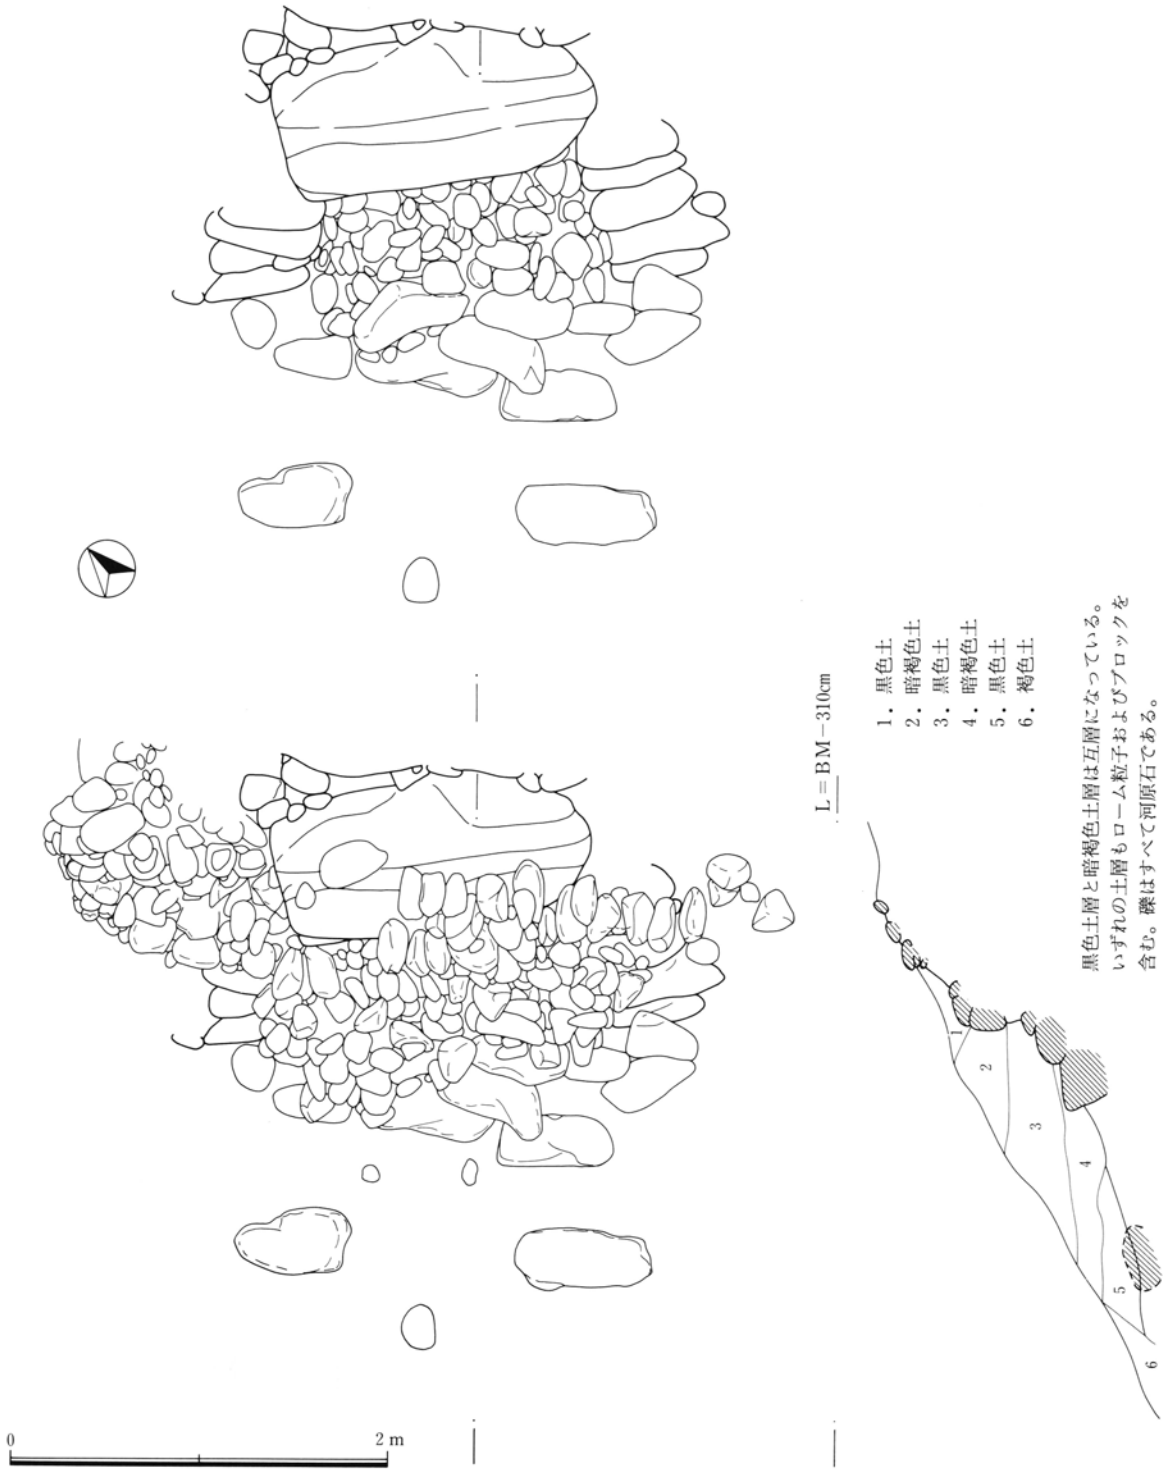 L＝BM－310cm
1．黒色土
2．暗褐色土
3．黒色土
4．暗褐色土
5．黒色土
6．褐色土
黒色土層と暗褐色土層は互層になっている。
いずれの土層もローム粒子およびブロックを
含む。礫はすべて河原石である。
1
2
3
4
5
6
0
2 m